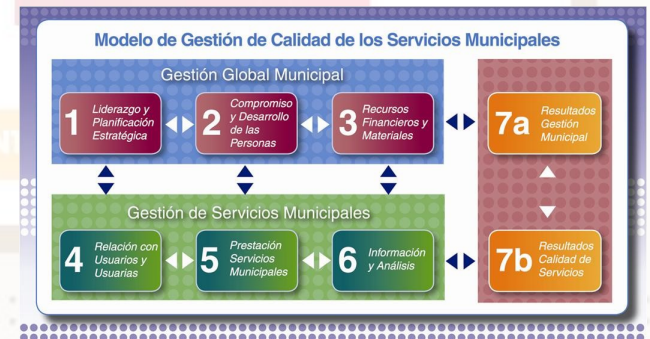 Modelo de Gestión de Calidad de los Servicios Municipales
Gestión Global Municipal
1
Liderazgo y
Planificación
Estratégica
2
Compromiso
y Desarrollo
de las
Personas
3
Recursos
Financieros y
Materiales
7a
Resultados
Gestión
Municipal
Gestión de Servicios Municipales
4
Relación con
Usuarios y
Usuarias
5
Prestación
Servicios
Municipales
6
Información
y Análisis
7b
Resultados
Calidad de
Servicios